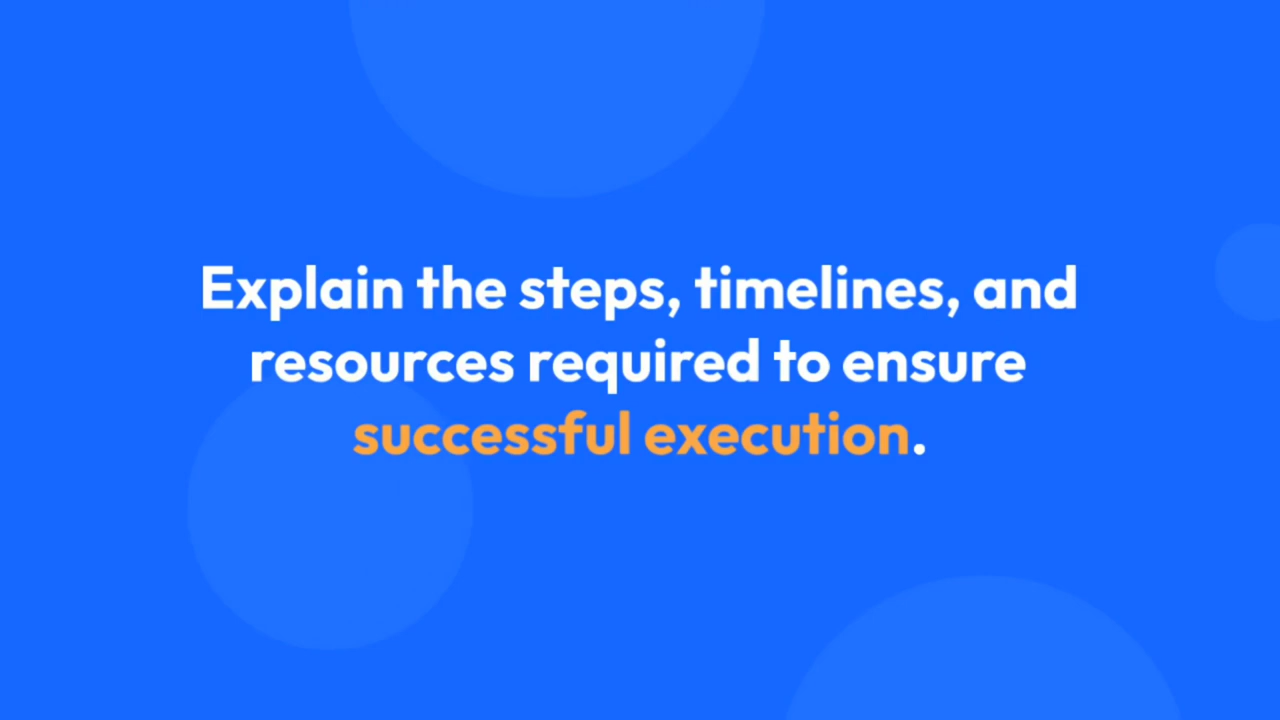 Explain the steps, timelines, and
resources required to ensure
successful execution.